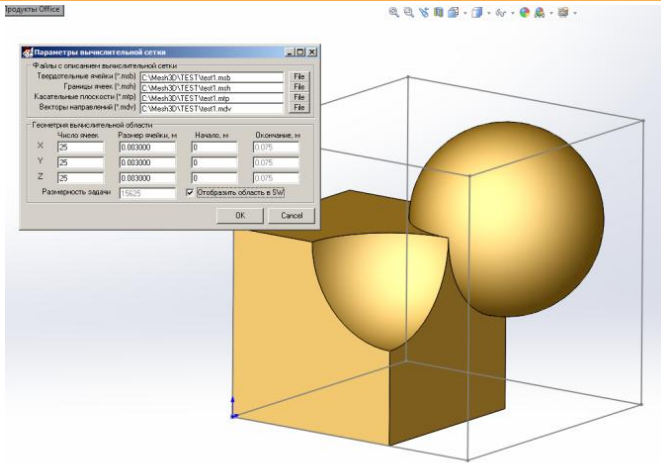 Продукты Office
Параметры вычислительной сетки
Файлы с описанием вычислительной сетки
Твердотельные ячейки (*.msb) C:\Mesh3D\TEST\test1.msb File
Границы ячеек (*.msh) C:\Mesh3D\TEST\test1.msh File
Касательные плоскости (*.mtp) C:\Mesh3D\TEST\test1.mtp File
Векторы направлений (*.mdv) C:\Mesh3D\TEST\test1.mdv File
Геометрия вычислительной области
Число ячеек Размер ячейки, м Начало, м Окончание, м
X 25 0.003000 0 0.075
Y 25 0.003000 0 0.075
Z 25 0.003000 0 0.075
Размерность задачи 15625 Отобразить область в SW
OK Cancel